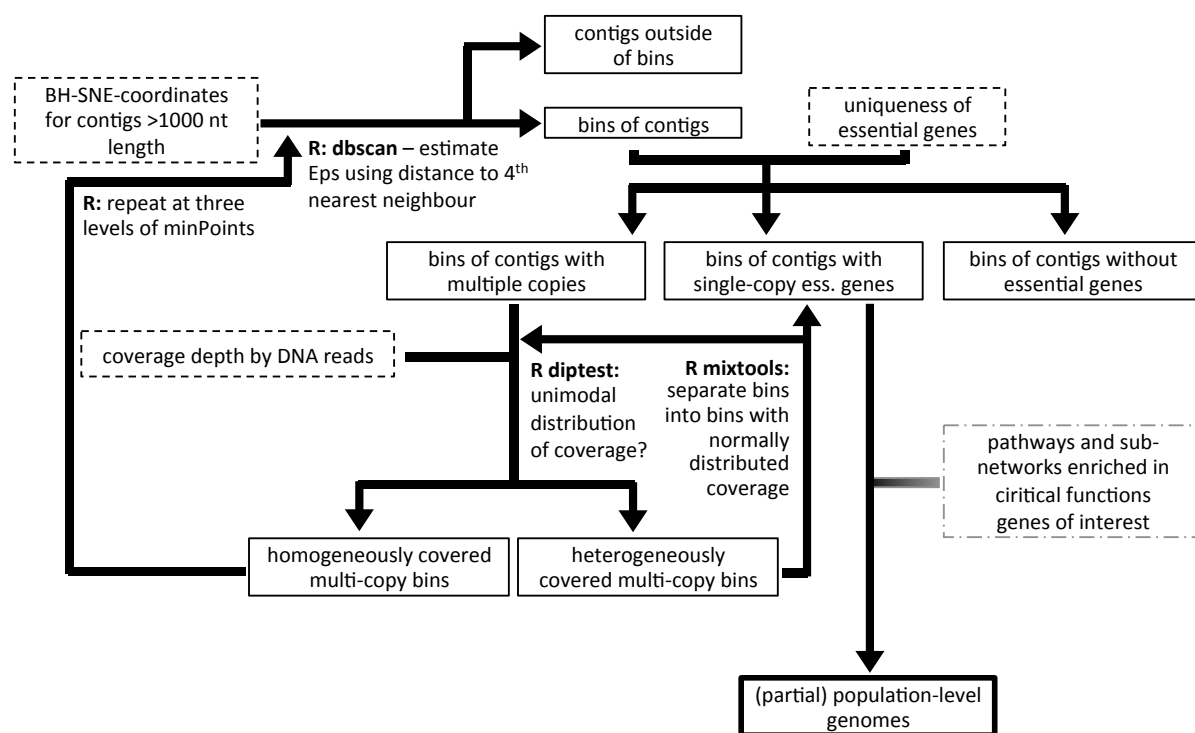 contigs outside
of bins
BH-SNE-coordinates
for contigs >1000 nt
length
bins of contigs
uniqueness of
essential genes
R: dbscan – estimate
Eps using distance to 4th
nearest neighbour
R: repeat at three
levels of minPoints
bins of contigs with
multiple copies
bins of contigs with
single-copy ess. genes
bins of contigs without
essential genes
coverage depth by DNA reads
R diptest:
unimodal
distribution
of coverage?
R mixtools:
separate bins
into bins with
normally
distributed
coverage
pathways and sub-
networks enriched in
ciritical functions
genes of interest
homogeneously covered
multi-copy bins
heterogeneously
covered multi-copy bins
(partial) population-level
genomes